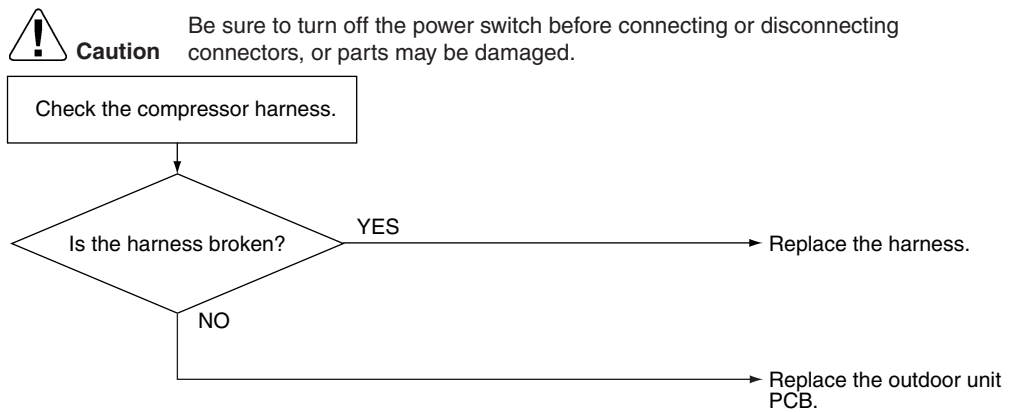 Be sure to turn off the power switch before connecting or disconnecting
Caution connectors, or parts may be damaged.
Check the compressor harness.
Is the harness broken?
YES
Replace the harness.
NO
Replace the outdoor unit
PCB.